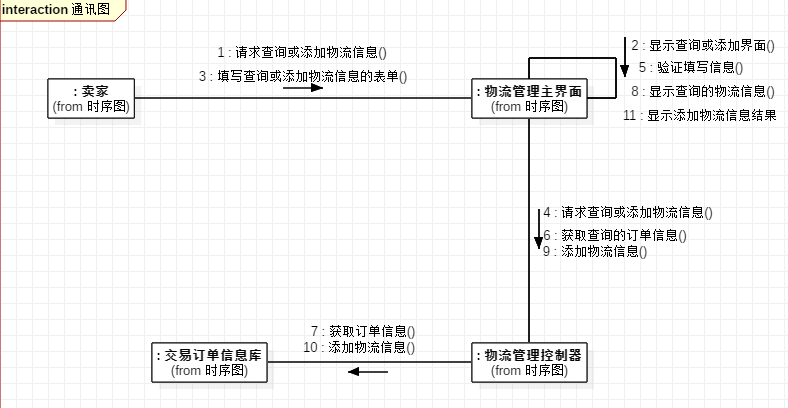 interaction 通讯图
1 : 请求查询或添加物流信息()
3 : 填写查询或添加物流信息的表单()
2 : 显示查询或添加界面()
5 : 验证填写信息()
8 : 显示查询的物流信息()
11 : 显示添加物流信息结果
: 卖家
(from 时序图)
: 物流管理主界面
(from 时序图)
4 : 请求查询或添加物流信息()
6 : 获取查询的订单信息()
9 : 添加物流信息()
7 : 获取订单信息()
10 : 添加物流信息()
: 交易订单信息库
(from 时序图)
: 物流管理控制器
(from 时序图)